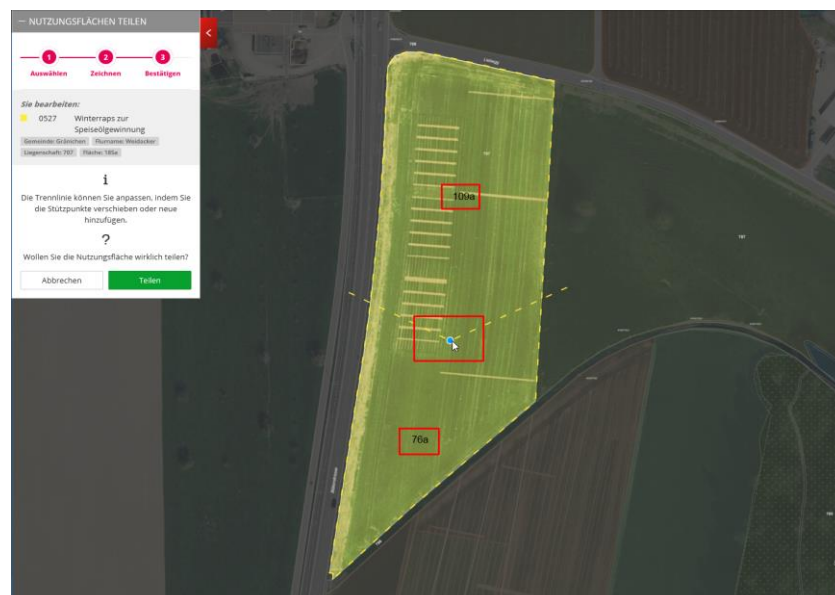 NUTZUNGSFLÄCHEN TEILEN
1 2 3
Auswählen Zeichnen Bestätigen
Sie bearbeiten:
0527 Winterraps zur
Speiseölgewinnung
Gemeinde: Gränichen Flurname: Weidacker
Liegenschaft: 707 Fläche: 185a
i
Die Trennlinie können Sie anpassen, indem Sie
die Stützpunkte verschieben oder neue
hinzufügen.
?
Wollen Sie die Nutzungsfläche wirklich teilen?
Abbrechen Teilen
109a
76a